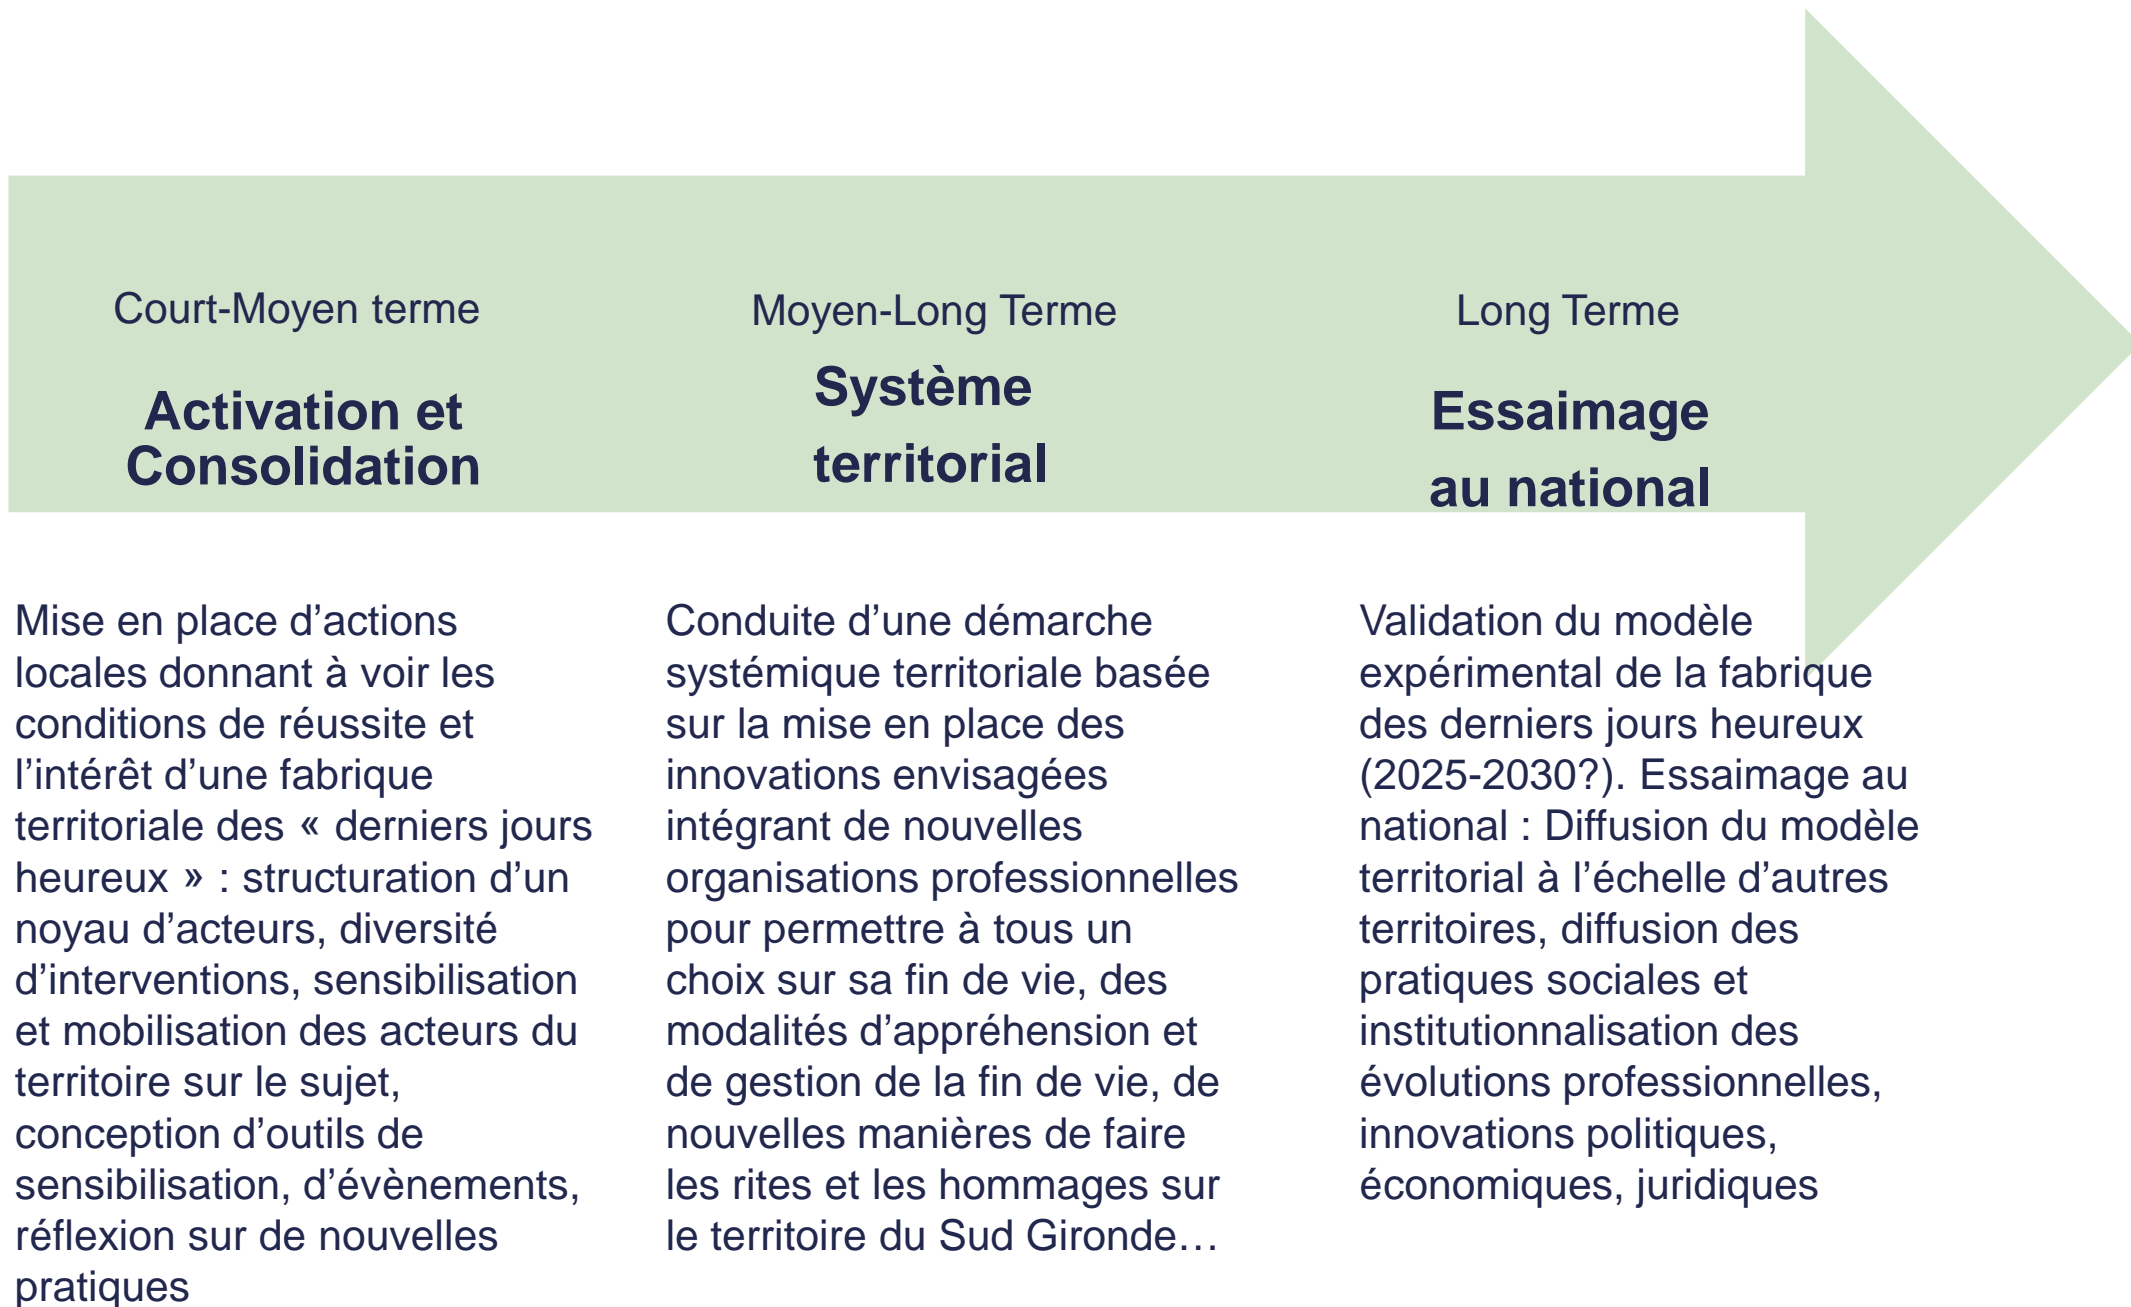 Court-Moyen terme
Activation et
Consolidation
Mise en place d’actions
locales donnant à voir les
conditions de réussite et
l’intérêt d’une fabrique
territoriale des « derniers jours
heureux » : structuration d’un
noyau d’acteurs, diversité
d’interventions, sensibilisation
et mobilisation des acteurs du
territoire sur le sujet,
conception d’outils de
sensibilisation, d’évènements,
réflexion sur de nouvelles
pratiques
Moyen-Long Terme
Système
territorial
Conduite d’une démarche
systémique territoriale basée
sur la mise en place des
innovations envisagées
intégrant de nouvelles
organisations professionnelles
pour permettre à tous un
choix sur sa fin de vie, des
modalités d’appréhension et
de gestion de la fin de vie, de
nouvelles manières de faire
les rites et les hommages sur
le territoire du Sud Gironde…
Long Terme
Essaimage
au national
Validation du modèle
expérimental de la fabrique
des derniers jours heureux
(2025-2030?). Essaimage au
national : Diffusion du modèle
territorial à l’échelle d’autres
territoires, diffusion des
pratiques sociales et
institutionnalisation des
évolutions professionnelles,
innovations politiques,
économiques, juridiques